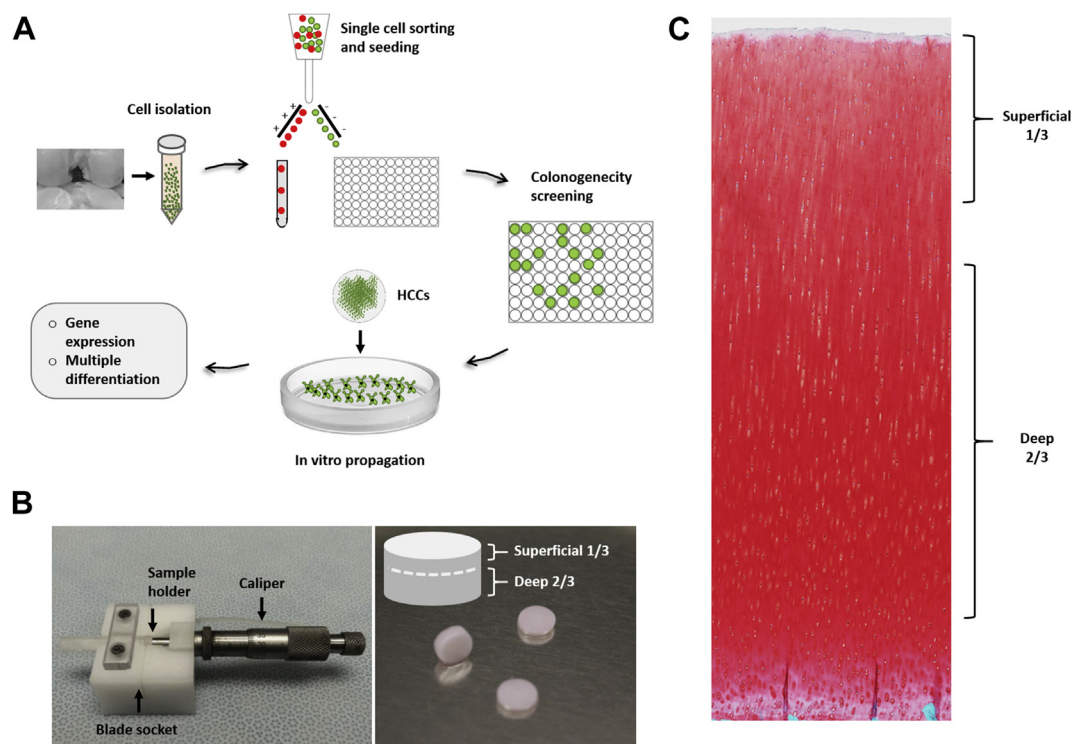 A
Single cell sorting
and seeding
Cell isolation
+
+
+
-
-
-
Colonogenecity
screening
HCCs
Gene
expression
Multiple
differentiation
In vitro propagation
B
Sample
holder
Caliper
Blade socket
Superficial 1/3
Deep 2/3
C
Superficial
1/3
Deep
2/3